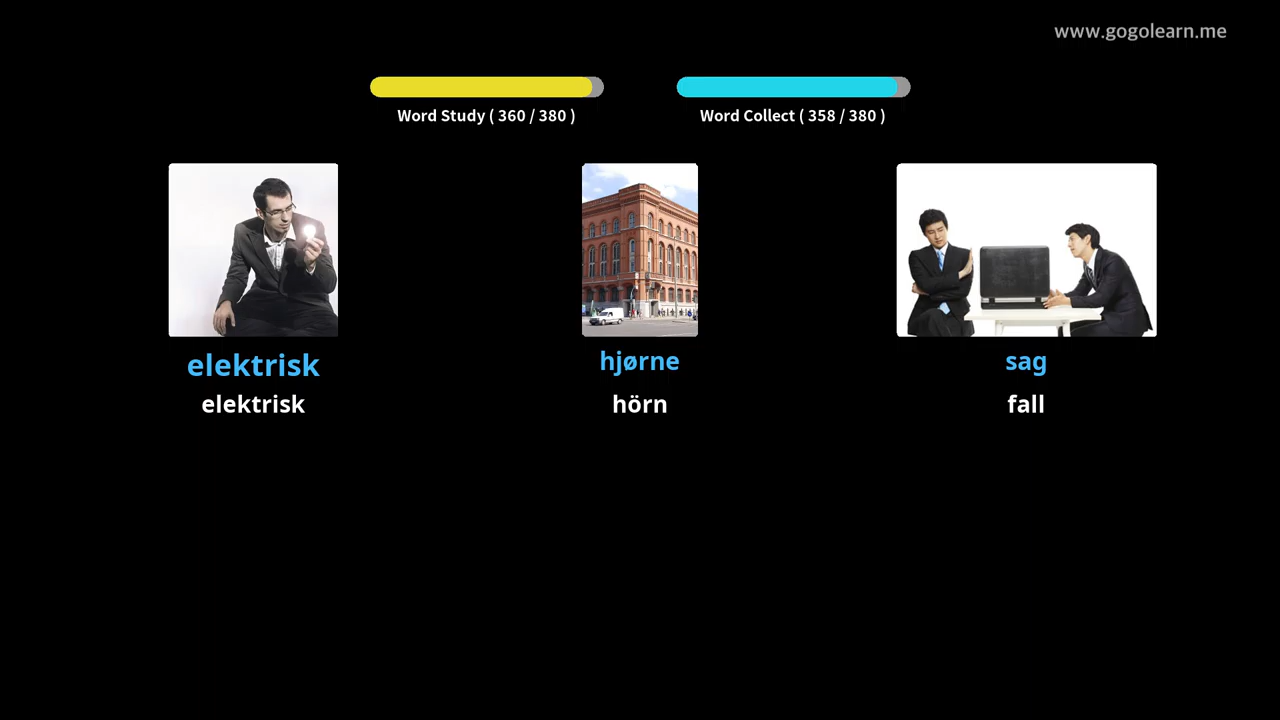 www.gogolearn.me
Word Study ( 360 / 380 )
Word Collect ( 358 / 380 )
elektrisk
hjørne
sag
elektrisk
hörn
fall